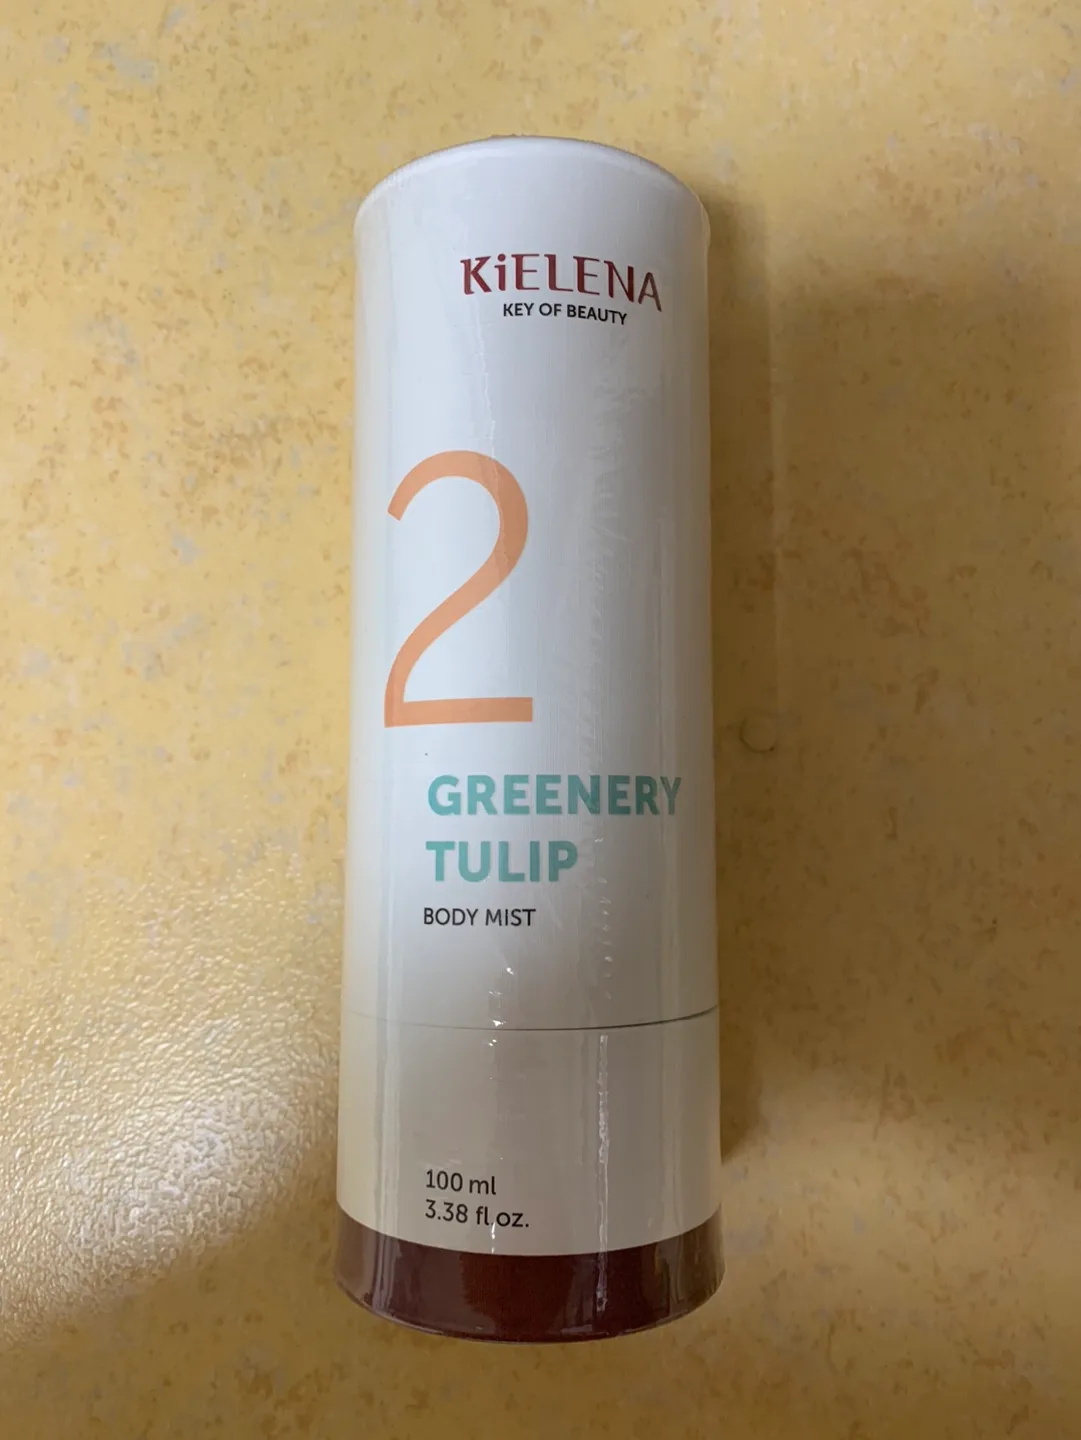 KiELENA
KEY OF BEAUTY
2
GREENERY
TULIP
BODY MIST
100 ml
3.38 fl oz.